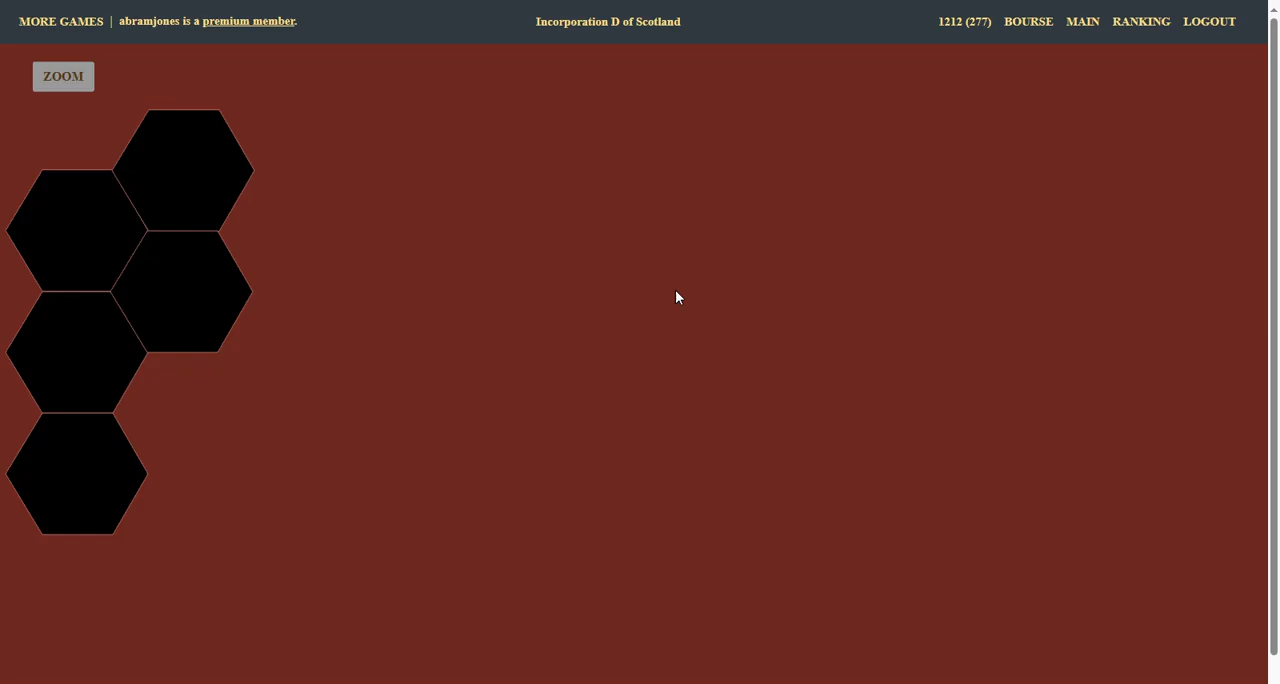 MORE GAMES | abramjones is a premium member. Incorporation D of Scotland 1212 (277) BOURSE MAIN RANKING LOGOUT
ZOOM